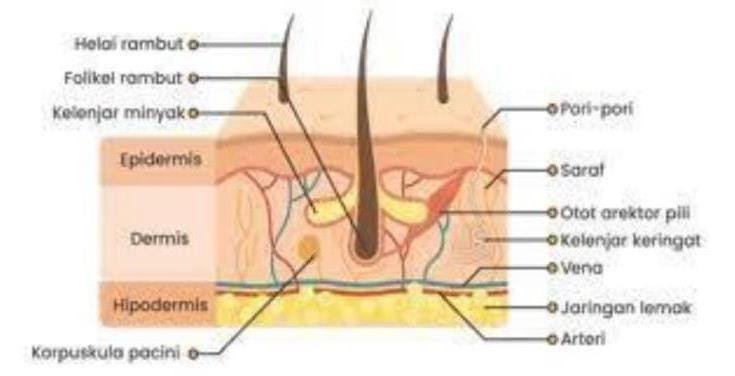 Helai rambut
Folikel rambut
Kelenjar minyak
Epidermis
Dermis
Hipodermis
Korpuskula pacini
Pori-pori
Saraf
Otot arektor pili
Kelenjar keringat
Vena
Jaringan lemak
Arteri